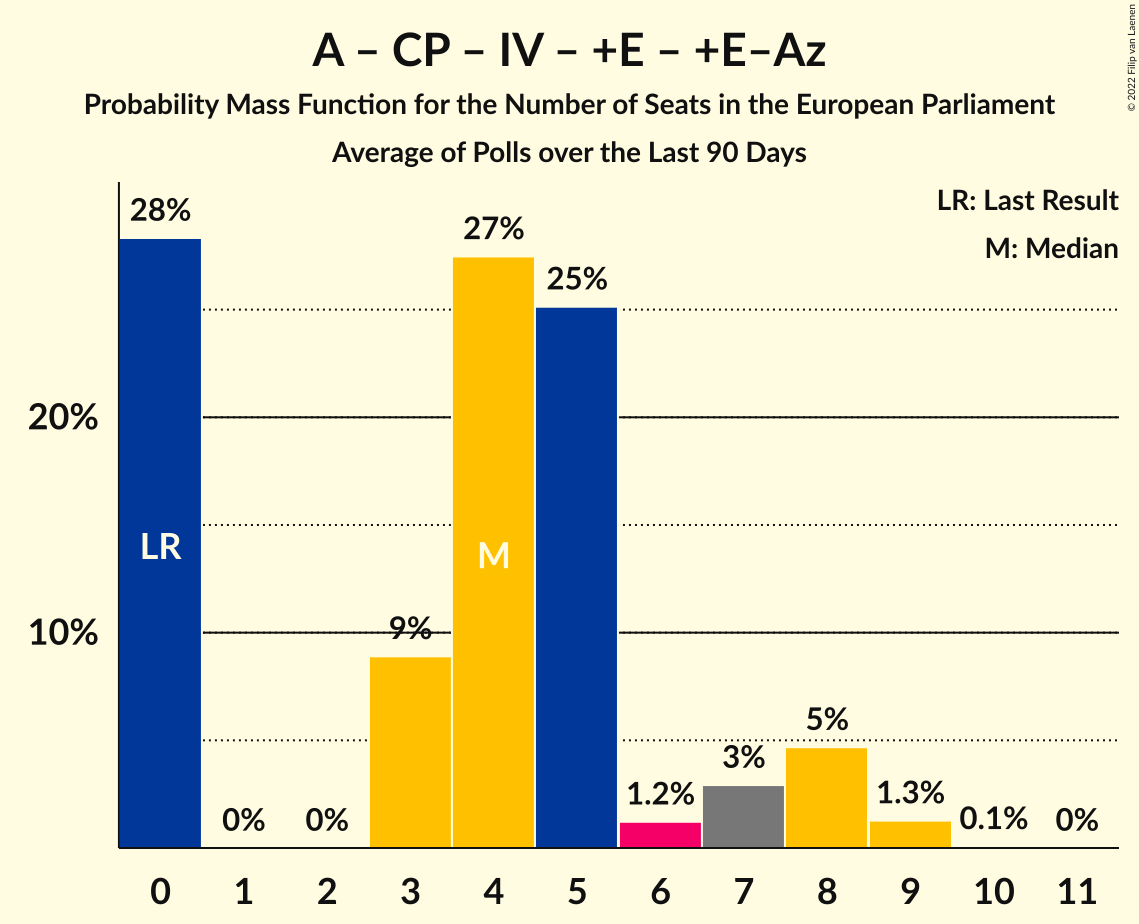 A – CP – IV – +E – +E–Az
Probability Mass Function for the Number of Seats in the European Parliament
Average of Polls over the Last 90 Days
© 2022 Filip van Laenen
LR: Last Result
M: Median
28%
27%
25%
20%
LR
M
10%
9%
5%
3%
1.2%
1.3%
0%
0%
0.1%
0%
0 1 2 3 4 5 6 7 8 9 10 11